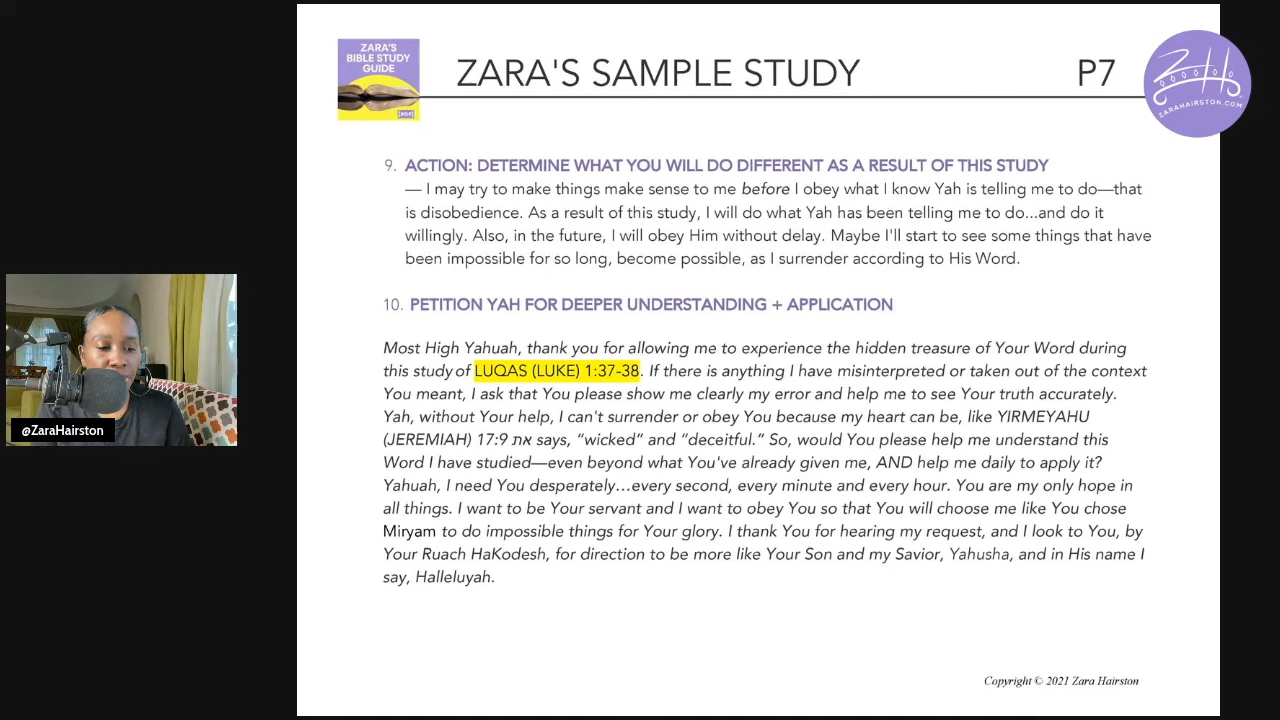 ZARA'S
BIBLE STUDY
GUIDE
[PDF]
ZARA'S SAMPLE STUDY
P7
ZARAHAIRSTON.COM
9. ACTION: DETERMINE WHAT YOU WILL DO DIFFERENT AS A RESULT OF THIS STUDY
— I may try to make things make sense to me before I obey what I know Yah is telling me to do—that
is disobedience. As a result of this study, I will do what Yah has been telling me to do...and do it
willingly. Also, in the future, I will obey Him without delay. Maybe I'll start to see some things that have
been impossible for so long, become possible, as I surrender according to His Word.
10. PETITION YAH FOR DEEPER UNDERSTANDING + APPLICATION
Most High Yahuah, thank you for allowing me to experience the hidden treasure of Your Word during
this study of LUQAS (LUKE) 1:37-38. If there is anything I have misinterpreted or taken out of the context
You meant, I ask that You please show me clearly my error and help me to see Your truth accurately.
Yah, without Your help, I can't surrender or obey You because my heart can be, like YIRMEYAHU
(JEREMIAH) 17:9 את says, “wicked” and “deceitful.” So, would You please help me understand this
Word I have studied—even beyond what You've already given me, AND help me daily to apply it?
Yahuah, I need You desperately…every second, every minute and every hour. You are my only hope in
all things. I want to be Your servant and I want to obey You so that You will choose me like You chose
Miryam to do impossible things for Your glory. I thank You for hearing my request, and I look to You, by
Your Ruach HaKodesh, for direction to be more like Your Son and my Savior, Yahusha, and in His name I
say, Halleluyah.
@ZaraHairston
Copyright © 2021 Zara Hairston